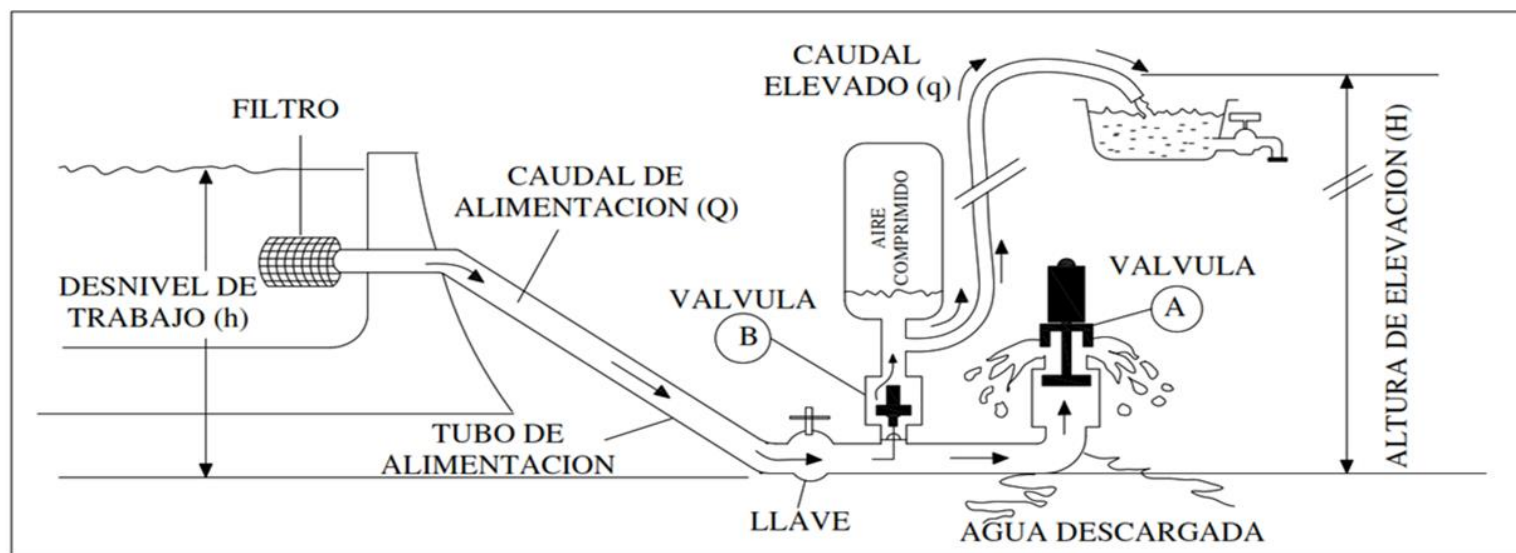 FILTRO
DESNIVEL DE
TRABAJO (h)
CAUDAL DE
ALIMENTACION (Q)
TUBO DE
ALIMENTACION
LLAVE
VALVULA
B
AIRE
COMPRIMIDO
CAUDAL
ELEVADO (q)
VALVULA
A
AGUA DESCARGADA
ALTURA DE ELEVACION (H)